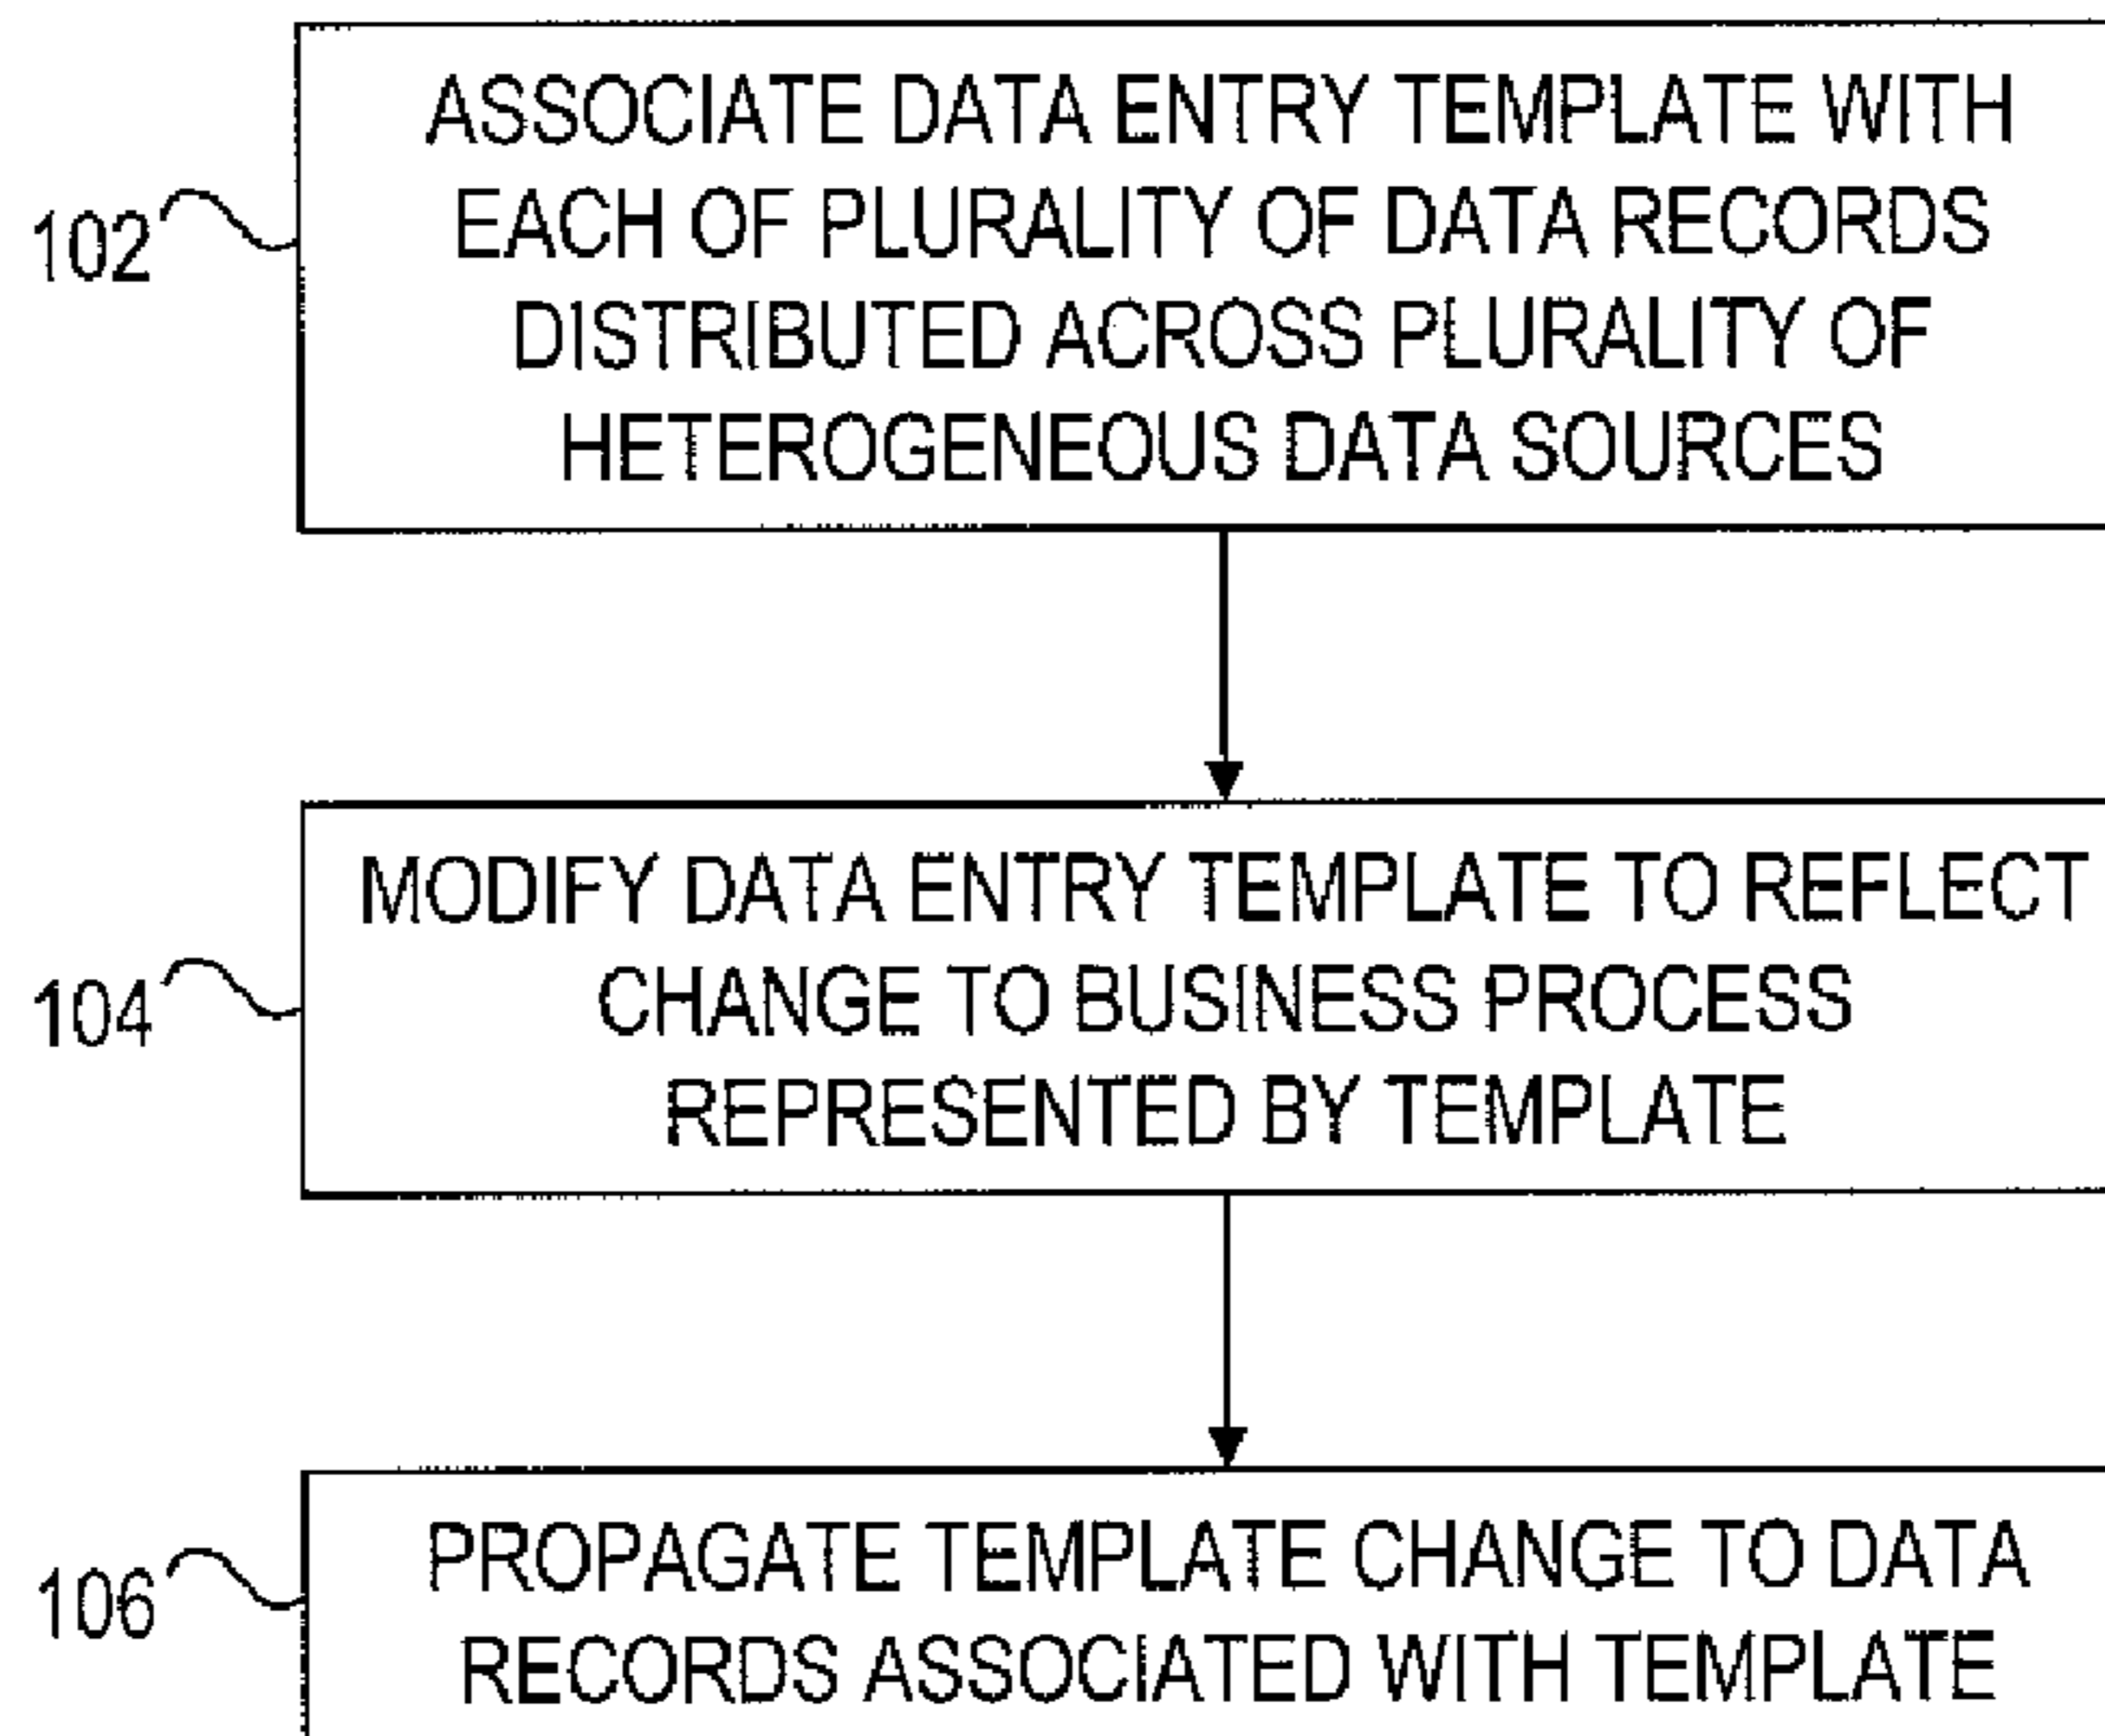 ASSOCIATE DATA ENTRY TEMPLATE WITH
EACH OF PLURALITY OF DATA RECORDS
DISTRIBUTED ACROSS PLURALITY OF
HETEROGENEOUS DATA SOURCES
102
MODIFY DATA ENTRY TEMPLATE TO REFLECT
CHANGE TO BUSINESS PROCESS
REPRESENTED BY TEMPLATE
104
PROPAGATE TEMPLATE CHANGE TO DATA
RECORDS ASSOCIATED WITH TEMPLATE
106